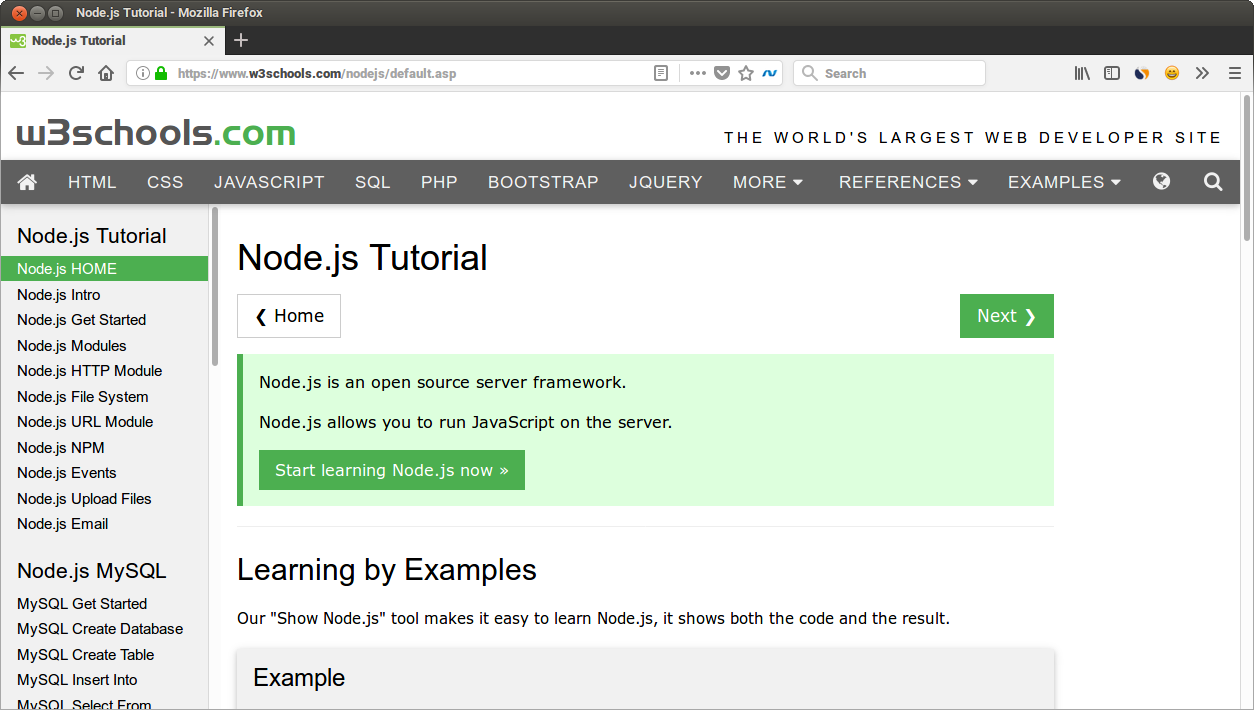 Node.js Tutorial - Mozilla Firefox
Node.js Tutorial
https://www.w3schools.com/nodejs/default.asp
Search
w3schools.com
THE WORLD'S LARGEST WEB DEVELOPER SITE
HTML CSS JAVASCRIPT SQL PHP BOOTSTRAP JQUERY MORE REFERENCES EXAMPLES
Node.js Tutorial
Node.js HOME
Node.js Intro
Node.js Get Started
Node.js Modules
Node.js HTTP Module
Node.js File System
Node.js URL Module
Node.js NPM
Node.js Events
Node.js Upload Files
Node.js Email
Node.js MySQL
MySQL Get Started
MySQL Create Database
MySQL Create Table
MySQL Insert Into
MySQL Select From
Node.js Tutorial
❮ Home
Next ❯
Node.js is an open source server framework.
Node.js allows you to run JavaScript on the server.
Start learning Node.js now »
Learning by Examples
Our "Show Node.js" tool makes it easy to learn Node.js, it shows both the code and the result.
Example